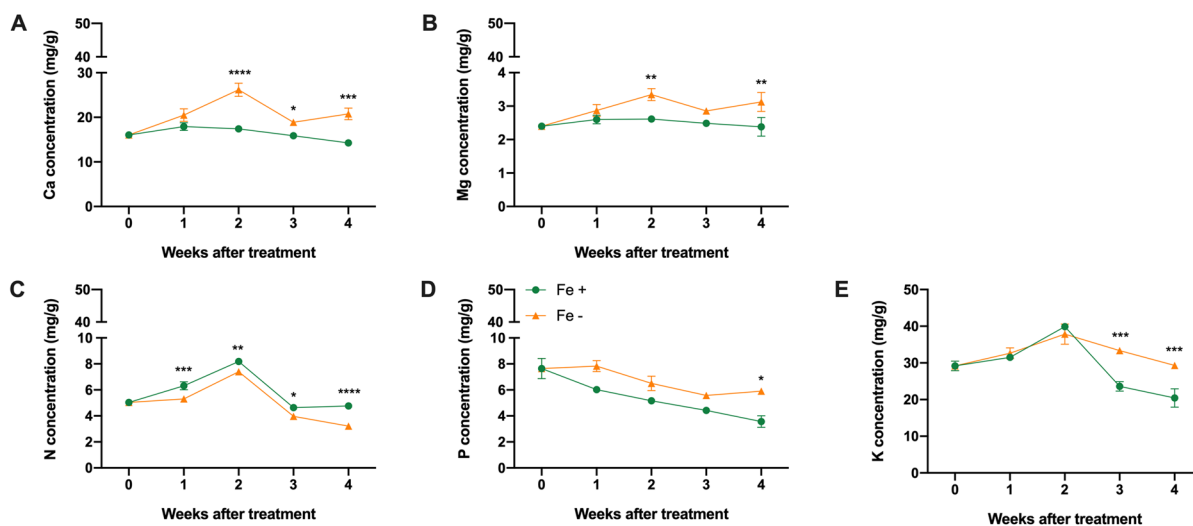 A
Ca concentration (mg/g)
50
40
30
20
10
0
****
*
***
0 1 2 3 4
Weeks after treatment
B
Mg concentration (mg/g)
50
40
4
3
2
1
0
**
**
0 1 2 3 4
Weeks after treatment
C
N concentration (mg/g)
50
40
10
8
6
4
2
0
***
**
*
****
0 1 2 3 4
Weeks after treatment
D
P concentration (mg/g)
50
40
10
8
6
4
2
0
Fe +
Fe -
*
0 1 2 3 4
Weeks after treatment
E
K concentration (mg/g)
50
40
30
20
10
0
***
***
0 1 2 3 4
Weeks after treatment